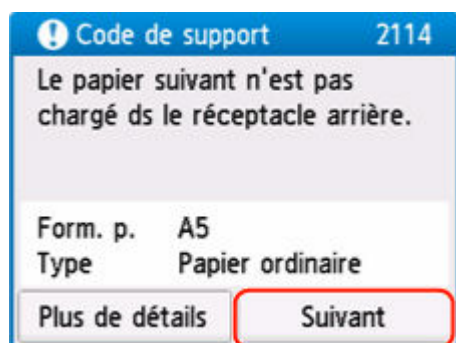 Code de support 2114
Le papier suivant n'est pas
chargé ds le réceptacle arrière.
Form. p. A5
Type Papier ordinaire
Plus de détails Suivant